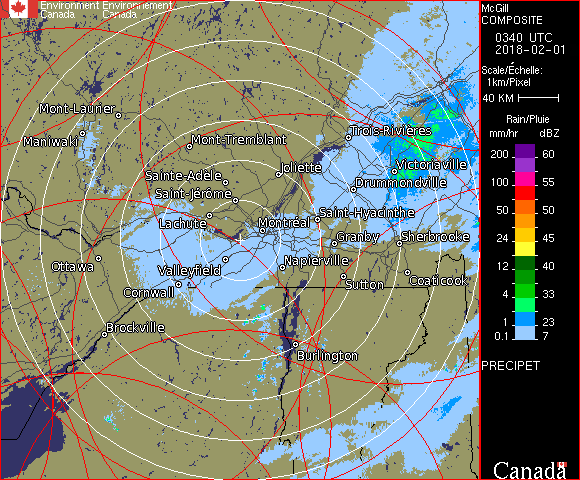 Environment Environnement
Canada Canada
McGill
COMPOSITE
0340 UTC
2018-02-01
Scale/Échelle:
1km/Pixel
40 KM
Rain/Pluie
mm/hr dBZ
200 60
55
100 55
50 50
24 45
12 40
4 33
1 23
0.1 7
PRECIPET
Canada
Mont-Laurier
Maniwaki
Mont-Tremblant
Trois-Rivières
Sainte-Adèle
Joliette
Victoriaville
Saint-Jérôme
Drummondville
Lachute
Montréal
Saint-Hyacinthe
Granby
Sherbrooke
Ottawa
Valleyfield
Napierville
Cornwall
Sutton
Coaticook
Brockville
Burlington